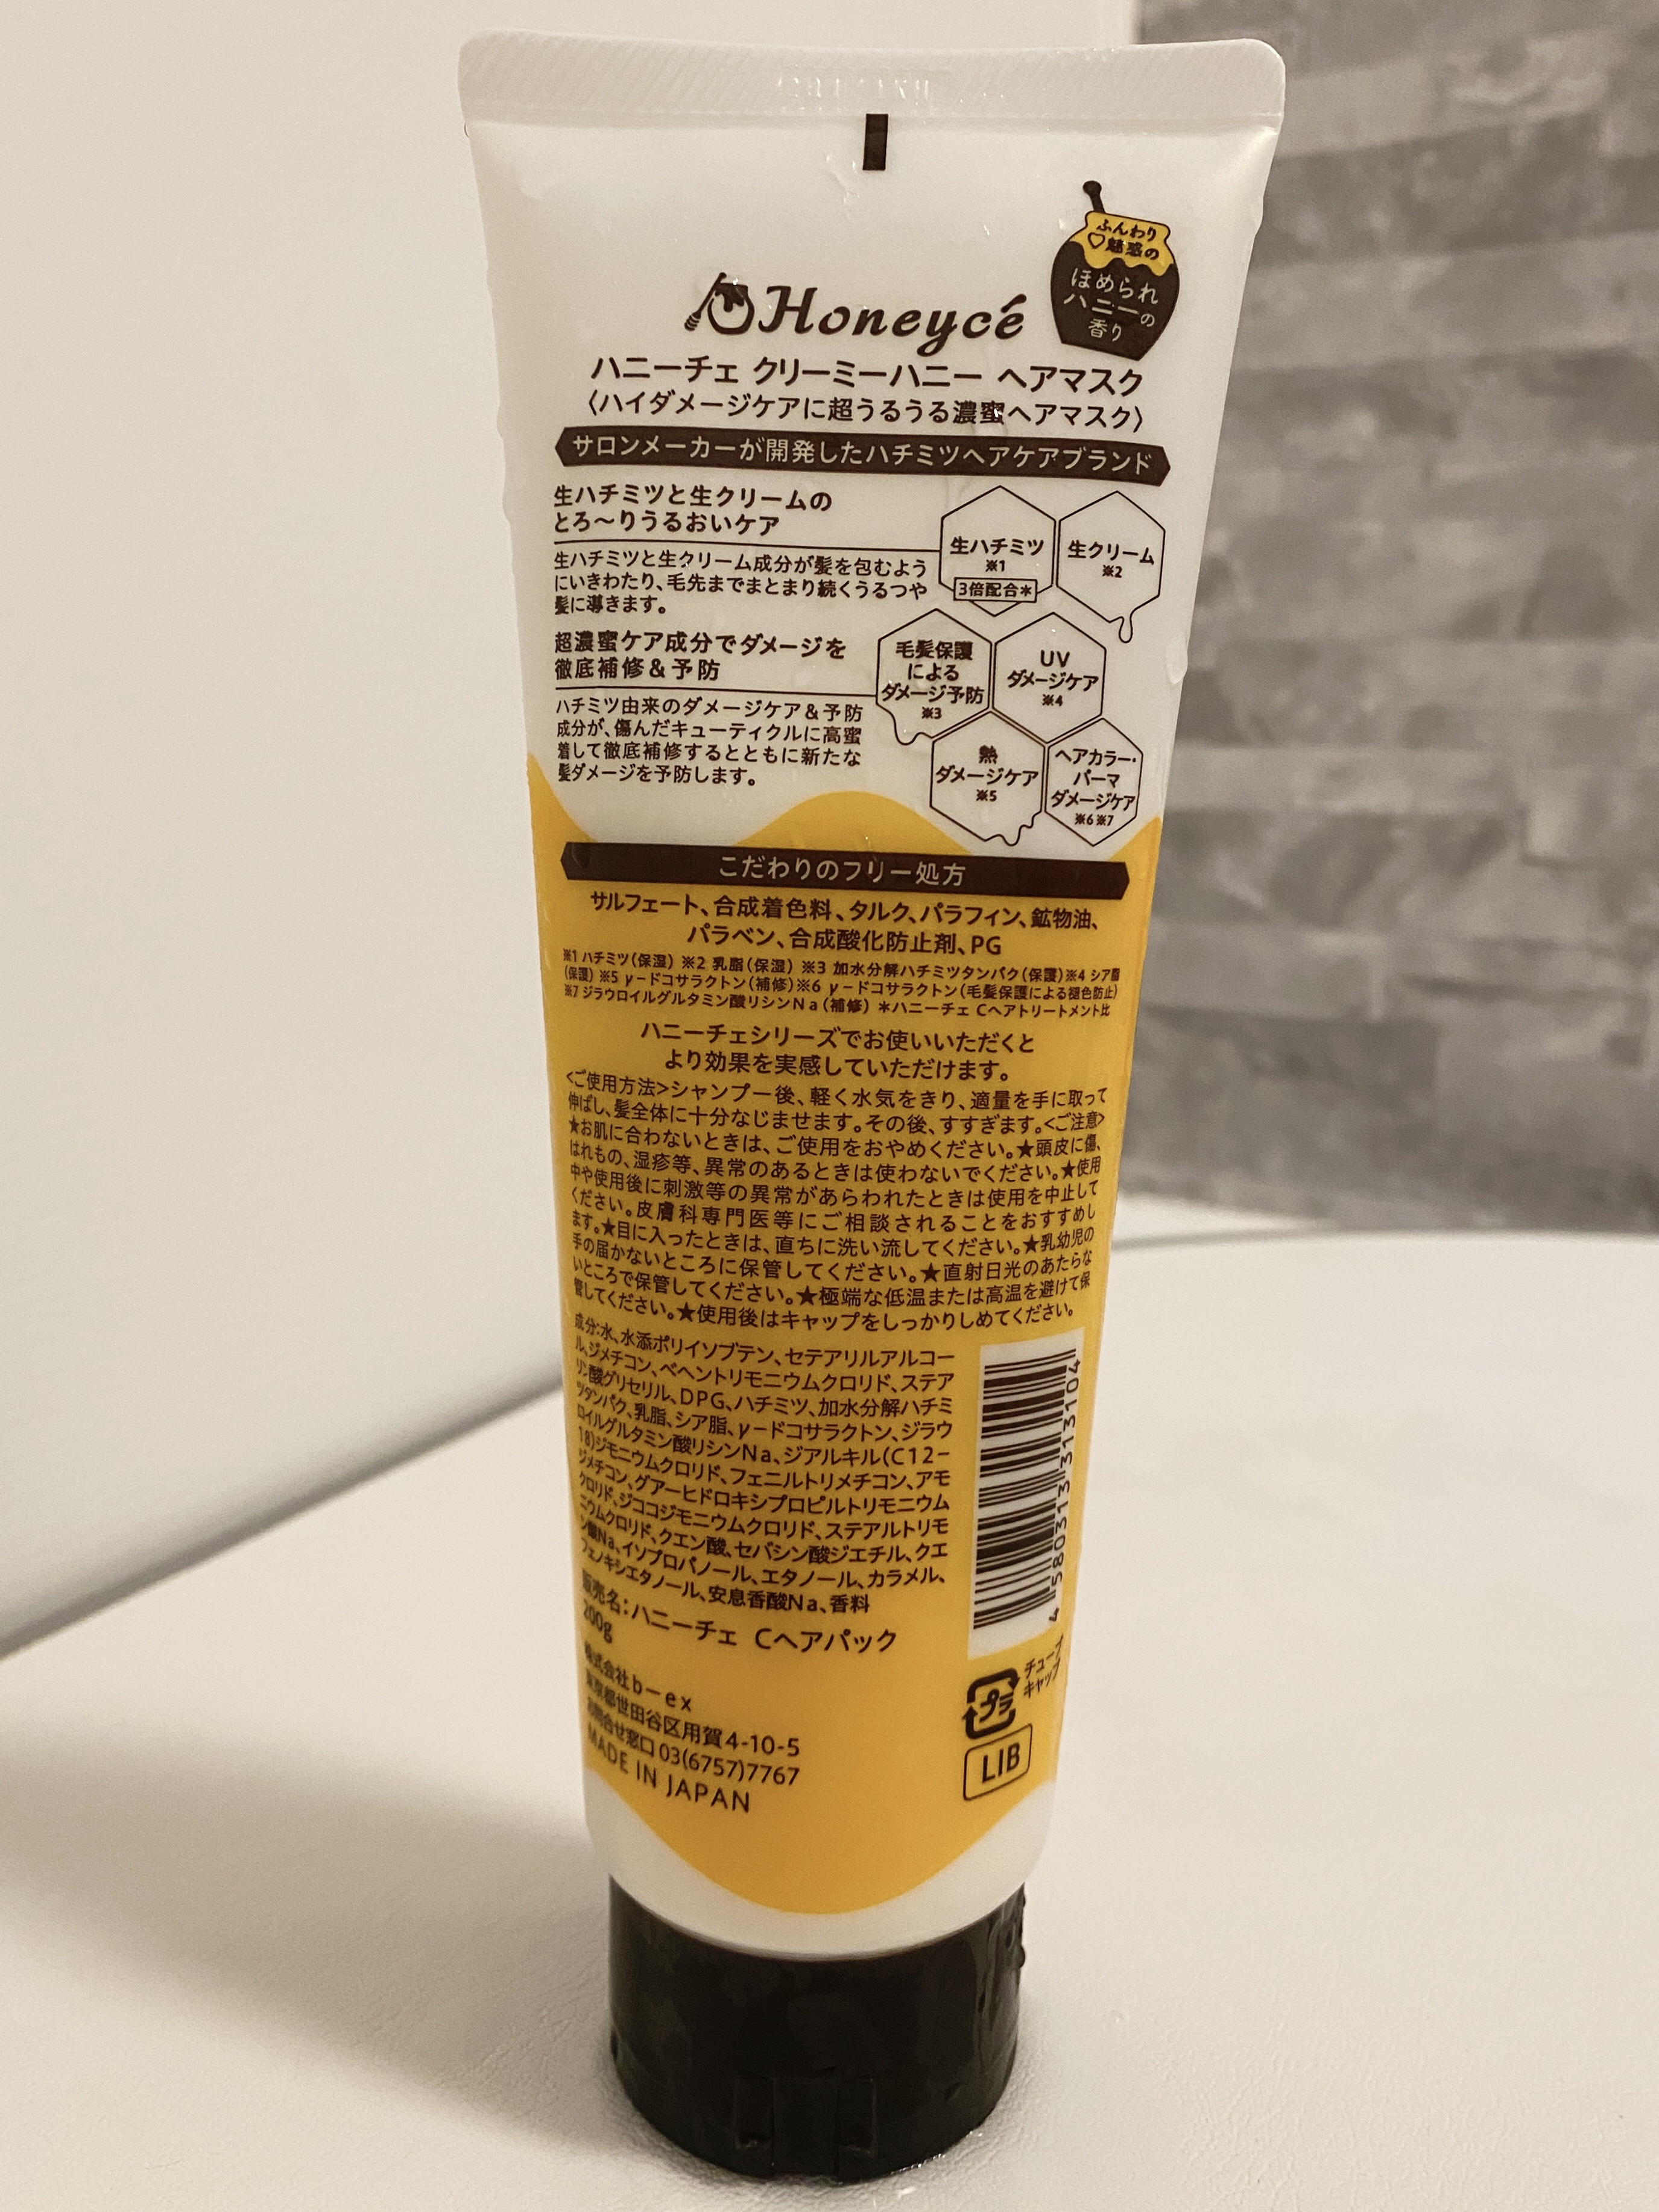 ふんわり
♡魅惑の
ほめられ
ハニーの
香り
Honeycé
ハニーチェ クリーミーハニー ヘアマスク
〈ハイダメージケアに超うるうる濃蜜ヘアマスク〉
サロンメーカーが開発したハチミツヘアケアブランド
生ハチミツと生クリームの
とろ〜りうるおいケア
生ハチミツと生クリーム成分が髪を包むよう
にいきわたり、毛先までまとまり続くうるつや
髪に導きます。
生ハチミツ
※1
3倍配合＊
生クリーム
※2
超濃蜜ケア成分でダメージを
徹底補修＆予防
ハチミツ由来のダメージケア＆予防
成分が、傷んだキューティクルに高蜜
着して徹底補修するとともに新たな
髪ダメージを予防します。
毛髪保護
による
ダメージ予防
※3
UV
ダメージケア
※4
熱
ダメージケア
※5
ヘアカラー・
パーマ
ダメージケア
※6 ※7
こだわりのフリー処方
サルフェート、合成着色料、タルク、パラフィン、鉱物油、
パラベン、合成酸化防止剤、PG
※1 ハチミツ（保湿） ※2 乳脂（保湿） ※3 加水分解ハチミツタンパク（保護）※4 シア脂
（保護） ※5 γ－ドコサラクトン（補修）※6 γ－ドコサラクトン（毛髪保護による褪色防止）
※7 ジラウロイルグルタミン酸リシンNa（補修） ＊ハニーチェ Cヘアトリートメント比
ハニーチェシリーズでお使いいただくと
より効果を実感していただけます。
<ご使用方法>シャンプー後、軽く水気をきり、適量を手に取って
伸ばし、髪全体に十分なじませます。その後、すすぎます。<ご注意>
★お肌に合わないときは、ご使用をおやめください。★頭皮に傷、
はれもの、湿疹等、異常のあるときは使わないでください。★使用
中や使用後に刺激等の異常があらわれたときは使用を中止して
ください。皮膚科専門医等にご相談されることをおすすめし
ます。★目に入ったときは、直ちに洗い流してください。★乳幼児の
手の届かないところに保管してください。★直射日光のあたらな
いところで保管してください。★極端な低温または高温を避けて保
管してください。★使用後はキャップをしっかりしめてください。
成分:水、水添ポリイソブテン、セテアリルアルコー
ル、ジメチコン、ベヘントリモニウムクロリド、ステア
リン酸グリセリル、DPG、ハチミツ、加水分解ハチミ
ツタンパク、乳脂、シア脂、γ－ドコサラクトン、ジラウ
ロイルグルタミン酸リシンNa、ジアルキル(C12－
18)ジモニウムクロリド、フェニルトリメチコン、アモ
ジメチコン、グアーヒドロキシプロピルトリモニウム
クロリド、ジココジモニウムクロリド、ステアルトリモ
ニウムクロリド、クエン酸、セバシン酸ジエチル、クエ
ン酸Na、イソプロパノール、エタノール、カラメル、
フェノキシエタノール、安息香酸Na、香料
販売名:ハニーチェ Cヘアパック
200g
株式会社b－ex
東京都世田谷区用賀4-10-5
お問合せ窓口 03(6757)7767
MADE IN JAPAN
4 580313 313104
プラ
チューブ
キャップ
LIB